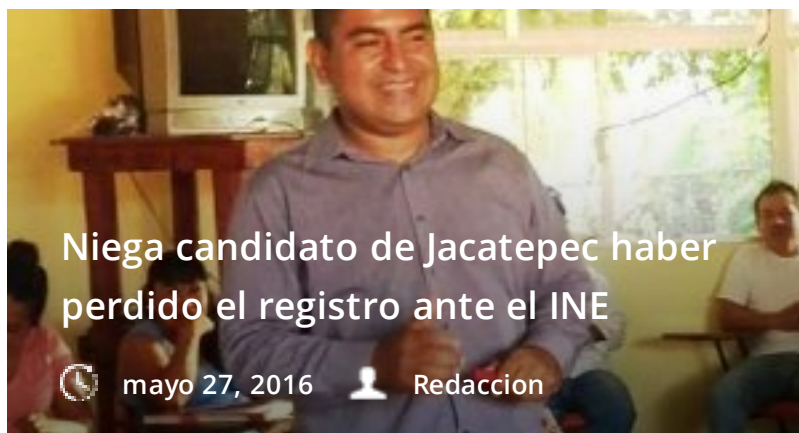 Niega candidato de Jacatepec haber
perdido el registro ante el INE
mayo 27, 2016 Redaccion